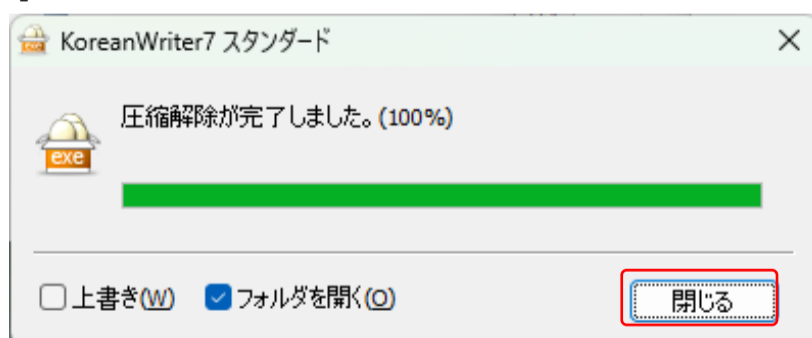 KoreanWriter7 スタンダード
圧縮解除が完了しました。(100%)
exe
上書き(W) フォルダを開く(O) 閉じる